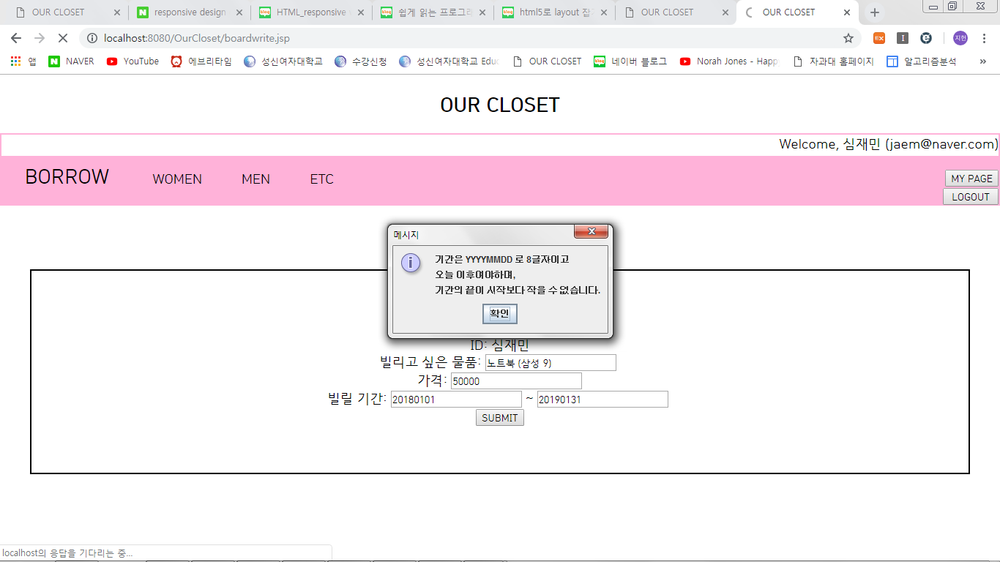 OUR CLOSET
responsive design
HTML_responsive
쉽게 읽는 프로그래
html5로 layout 잡
OUR CLOSET
OUR CLOSET
localhost:8080/OurCloset/boardwrite.jsp
지헌
앱
NAVER
YouTube
에브리타임
성신여자대학교
수강신청
성신여자대학교 Educ
OUR CLOSET
네이버 블로그
Norah Jones - Happ
자과대 홈페이지
알고리즘분석
»
OUR CLOSET
Welcome, 심재민 (jaem@naver.com)
BORROW
WOMEN
MEN
ETC
MY PAGE
LOGOUT
메시지
기간은 YYYYMMDD 로 8글자이고
오늘 이후여야하며,
기간의 끝이 시작보다 작을 수 없습니다.
확인
ID: 심재민
빌리고 싶은 물품: 노트북 (삼성 9)
가격: 50000
빌릴 기간: 20180101 ~ 20190131
SUBMIT
localhost의 응답을 기다리는 중...